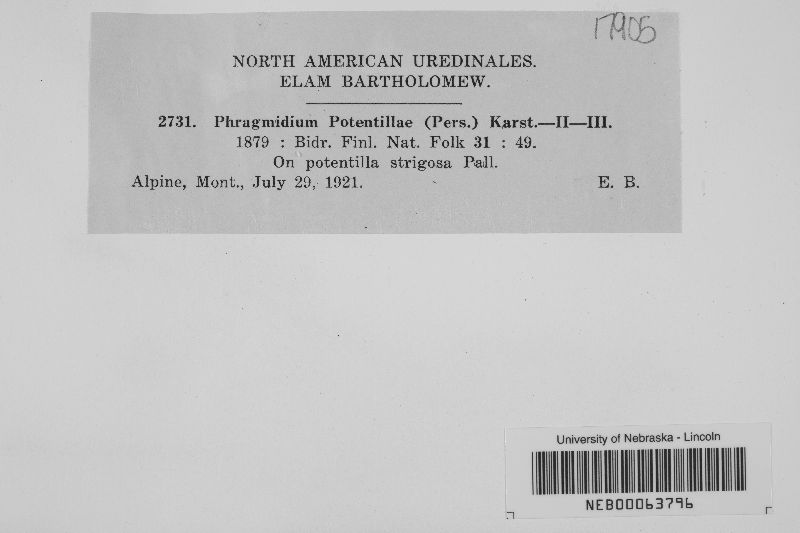 17905
NORTH AMERICAN UREDINALES.
ELAM BARTHOLOMEW.
2731. Phragmidium Potentillae (Pers.) Karst.—II—III.
1879 : Bidr. Finl. Nat. Folk 31 : 49.
On potentilla strigosa Pall.
Alpine, Mont., July 29, 1921. E. B.
University of Nebraska - Lincoln
NEB00063796